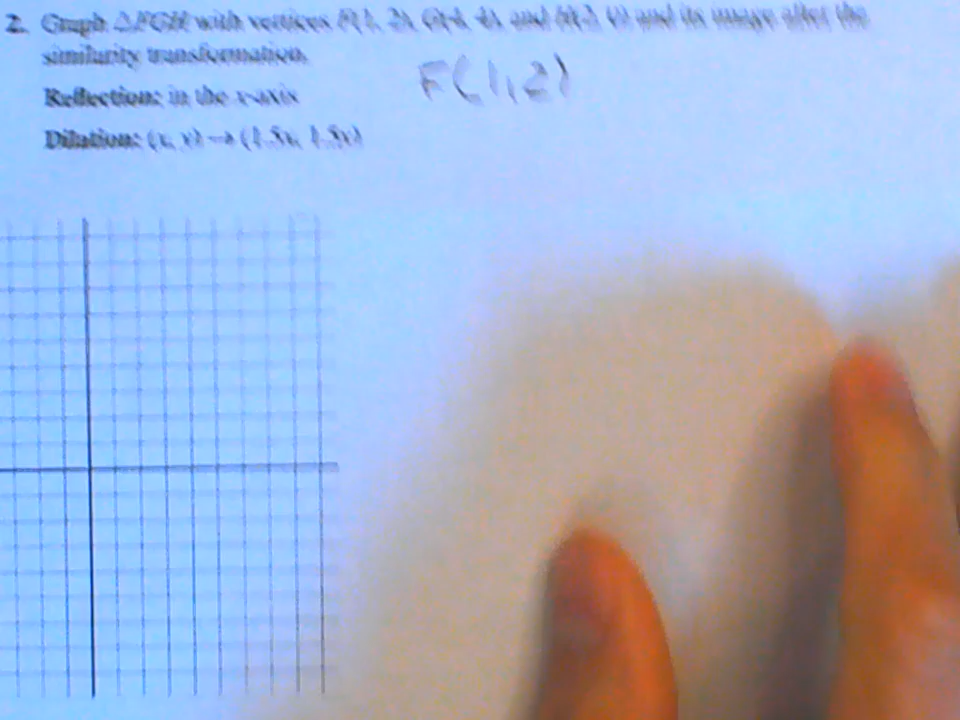 2. Graph △FGH with vertices F(1, 2), G(4, 4), and H(2, 0) and its image after the
similarity transformation.
Reflection: in the x-axis
Dilation: (x, y) → (1.5x, 1.5y)
F(1,2)